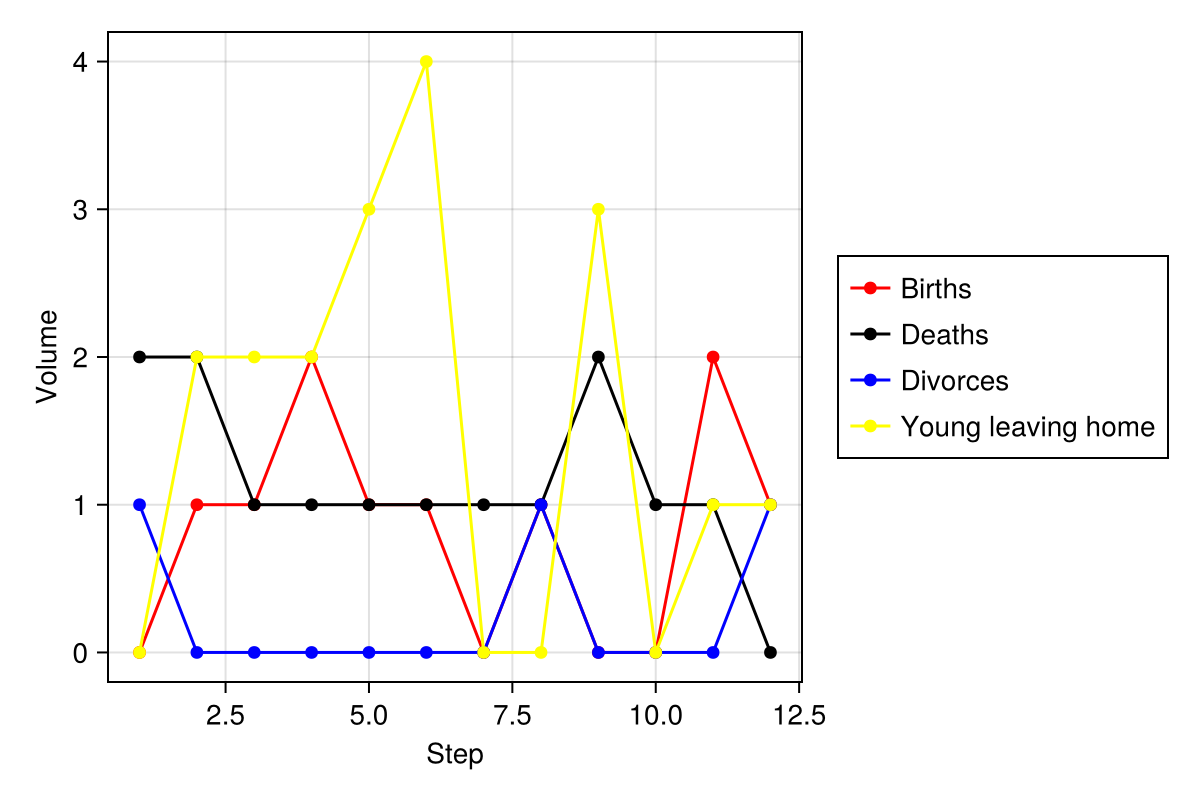 4
3
2
1
0
Volume
2.5 5.0 7.5 10.0 12.5
Step
Births
Deaths
Divorces
Young leaving home